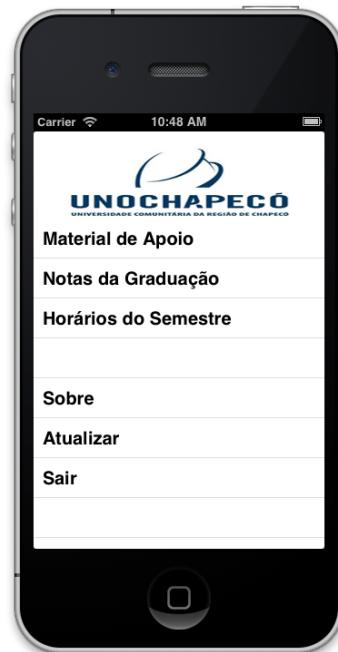 Carrier 10:48 AM
UNOCHAPECÓ
UNIVERSIDADE COMUNITÁRIA DA REGIÃO DE CHAPECÓ
Material de Apoio
Notas da Graduação
Horários do Semestre
Sobre
Atualizar
Sair